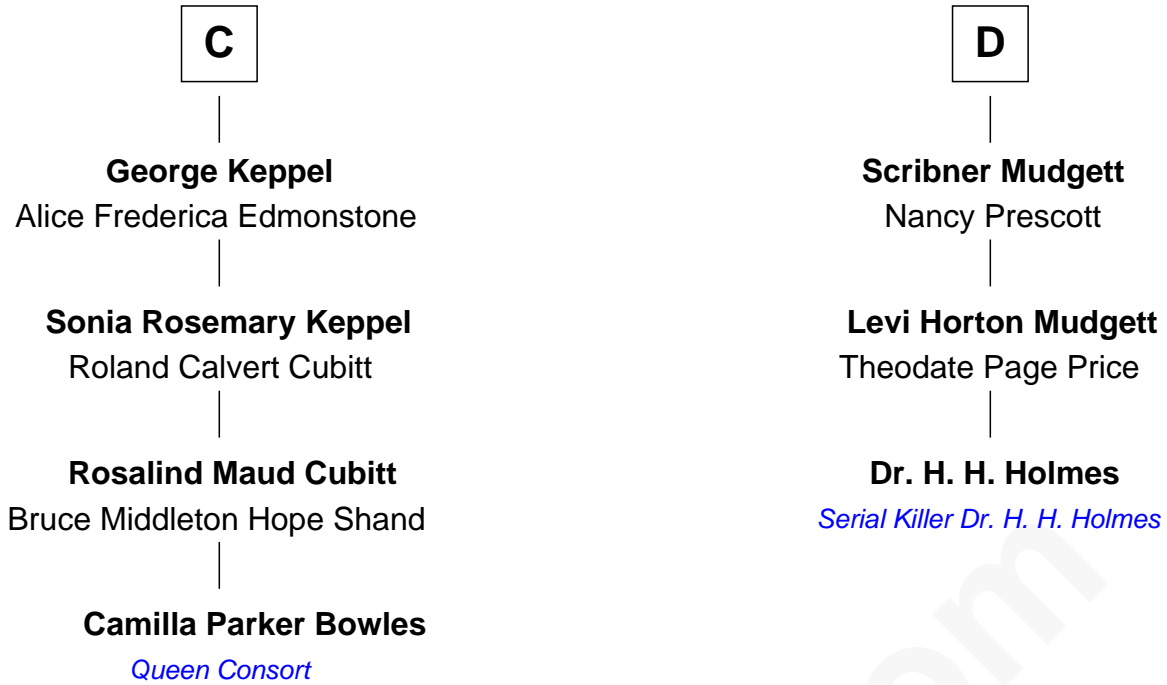 C
George Keppel
Alice Frederica Edmonstone
Sonia Rosemary Keppel
Roland Calvert Cubitt
Rosalind Maud Cubitt
Bruce Middleton Hope Shand
Camilla Parker Bowles
Queen Consort
D
Scribner Mudgett
Nancy Prescott
Levi Horton Mudgett
Theodate Page Price
Dr. H. H. Holmes
Serial Killer Dr. H. H. Holmes
om